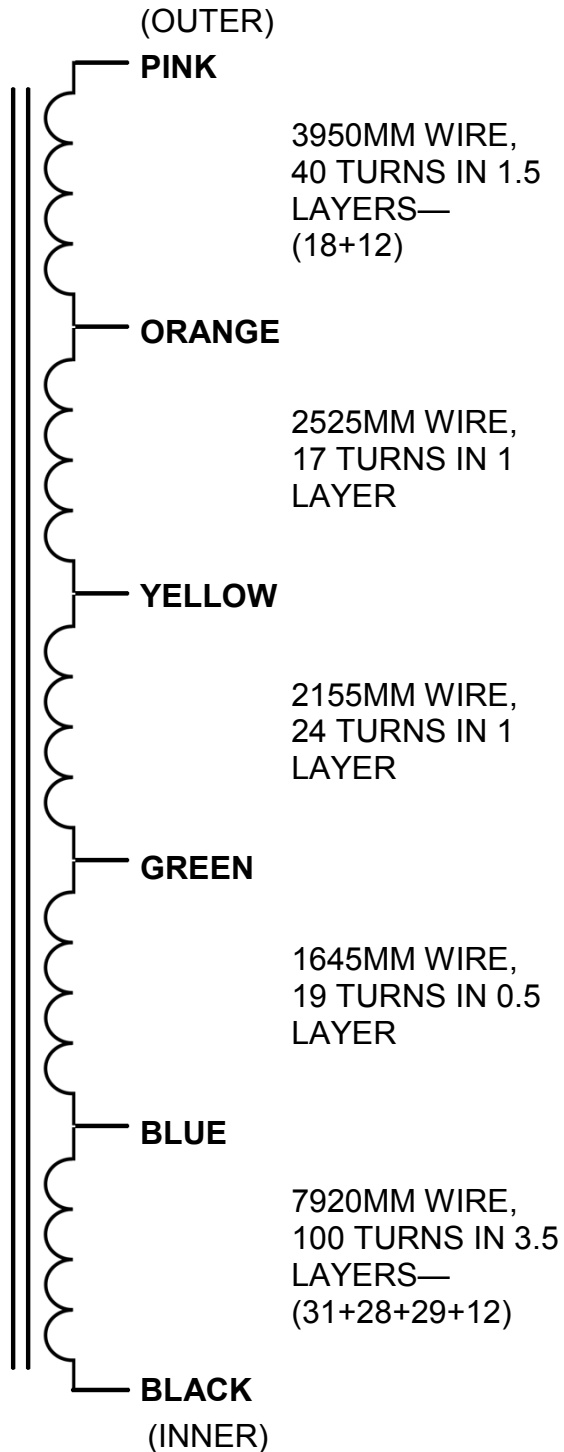 (OUTER)
PINK
3950MM WIRE,
40 TURNS IN 1.5
LAYERS—
(18+12)
ORANGE
2525MM WIRE,
17 TURNS IN 1
LAYER
YELLOW
2155MM WIRE,
24 TURNS IN 1
LAYER
GREEN
1645MM WIRE,
19 TURNS IN 0.5
LAYER
BLUE
7920MM WIRE,
100 TURNS IN 3.5
LAYERS—
(31+28+29+12)
BLACK
(INNER)